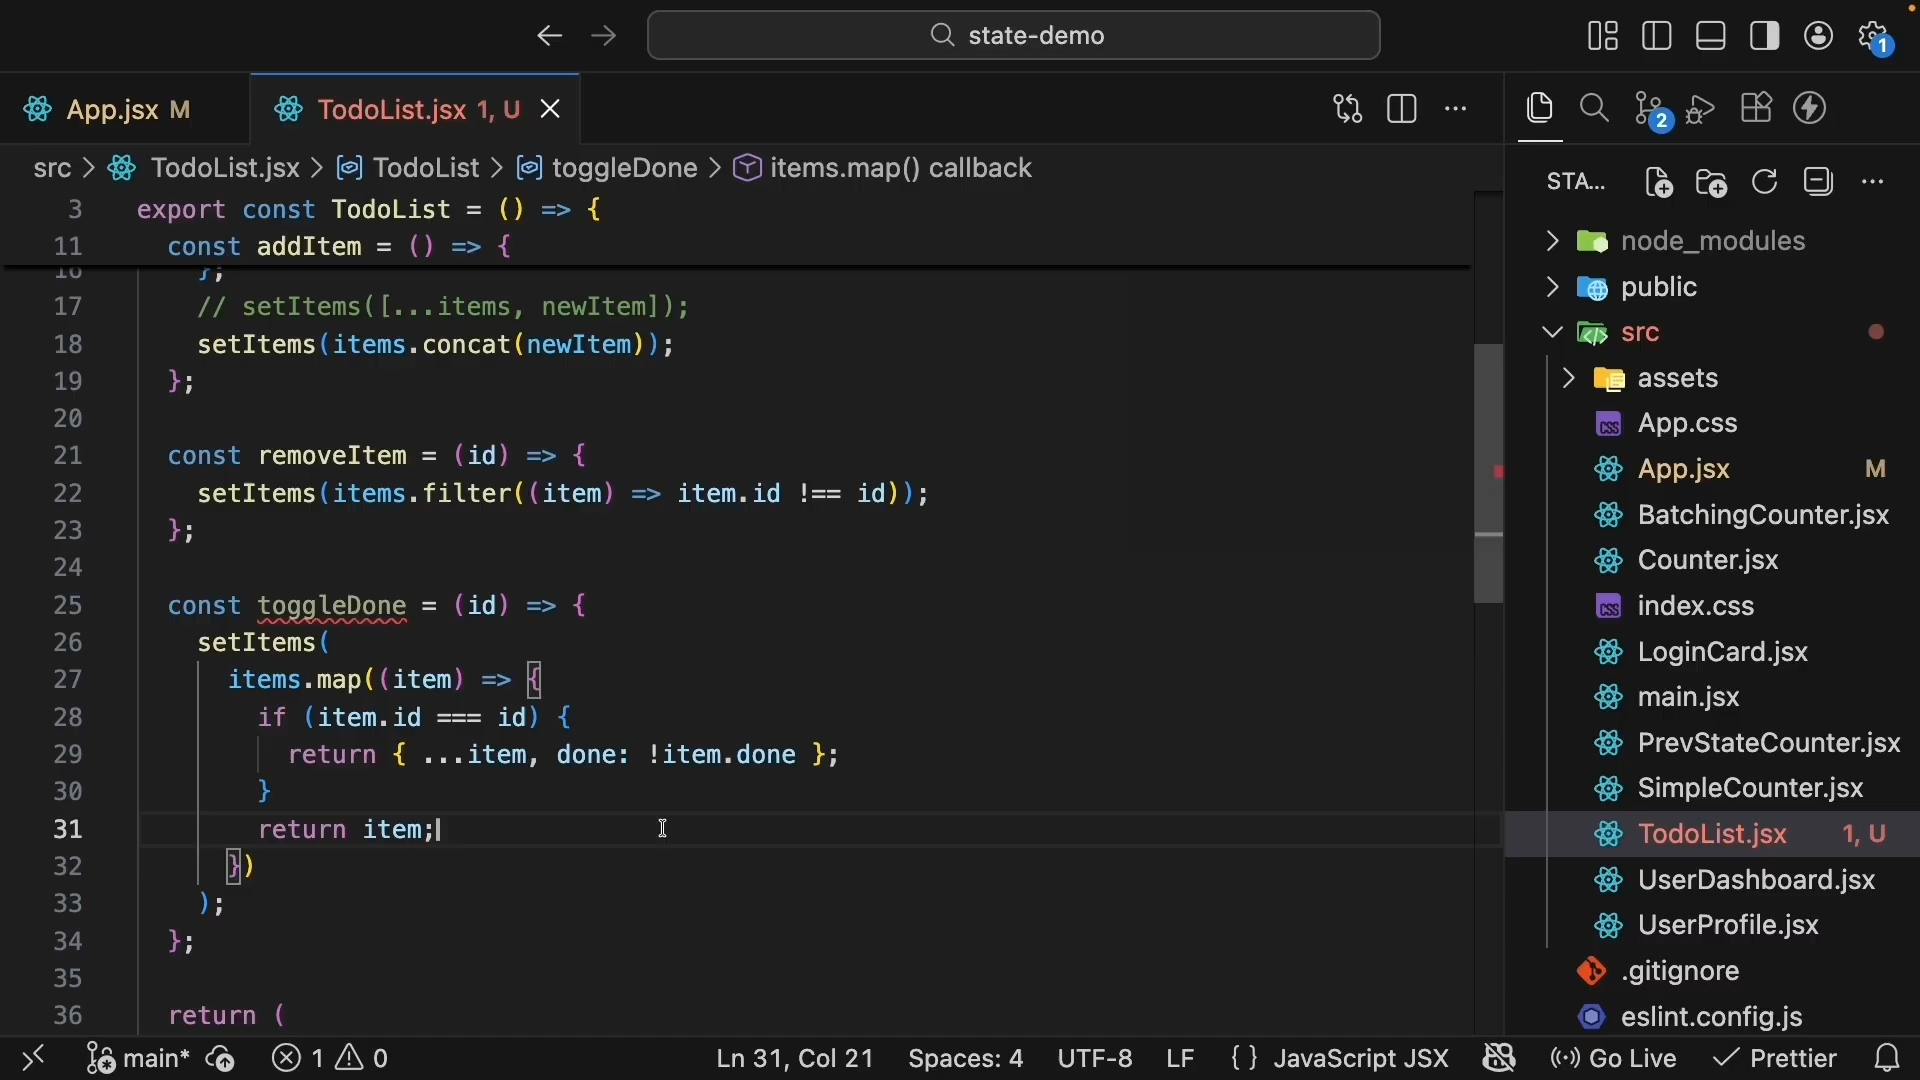 state-demo
1
App.jsx M
TodoList.jsx 1, U
2
src > TodoList.jsx > TodoList > toggleDone > items.map() callback
STA...
3 export const TodoList = () => {
11 const addItem = () => {
16 };
17 // setItems([...items, newItem]);
18 setItems(items.concat(newItem));
19 };
20
21 const removeItem = (id) => {
22 setItems(items.filter((item) => item.id !== id));
23 };
24
25 const toggleDone = (id) => {
26 setItems(
27 items.map((item) => {
28 if (item.id === id) {
29 return { ...item, done: !item.done };
30 }
31 return item;
32 })
33 );
34 };
35
36 return (
node_modules
public
src
assets
App.css
App.jsx M
BatchingCounter.jsx
Counter.jsx
index.css
LoginCard.jsx
main.jsx
PrevStateCounter.jsx
SimpleCounter.jsx
TodoList.jsx 1, U
UserDashboard.jsx
UserProfile.jsx
.gitignore
eslint.config.js
main* 1 0 Ln 31, Col 21 Spaces: 4 UTF-8 LF { } JavaScript JSX Go Live Prettier